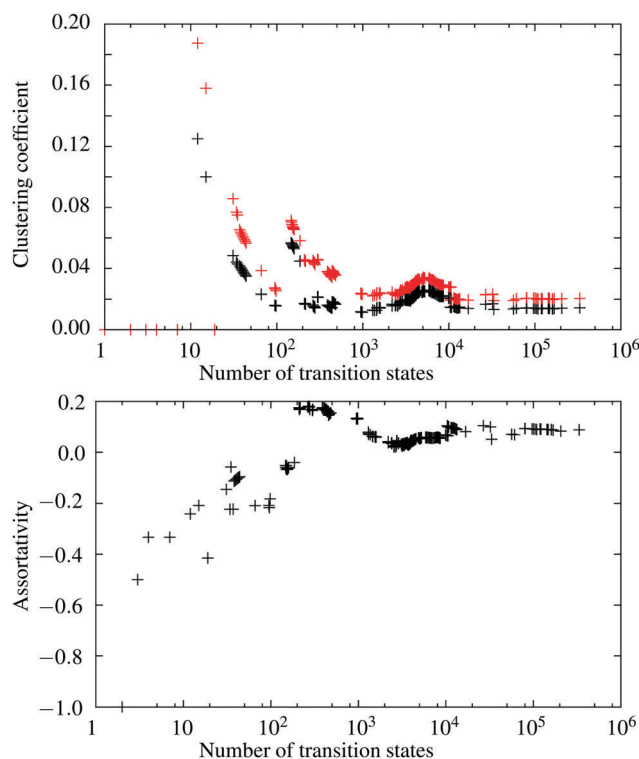 0.20
0.16
0.12
0.08
0.04
0.00
Clustering coefficient
1 10 10² 10³ 10⁴ 10⁵ 10⁶
Number of transition states
0.2
0.0
−0.2
−0.4
−0.6
−0.8
−1.0
Assortativity
1 10 10² 10³ 10⁴ 10⁵ 10⁶
Number of transition states